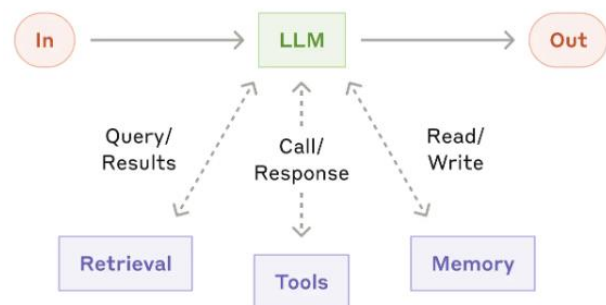 In
LLM
Out
Query/
Results
Call/
Response
Read/
Write
Retrieval
Tools
Memory